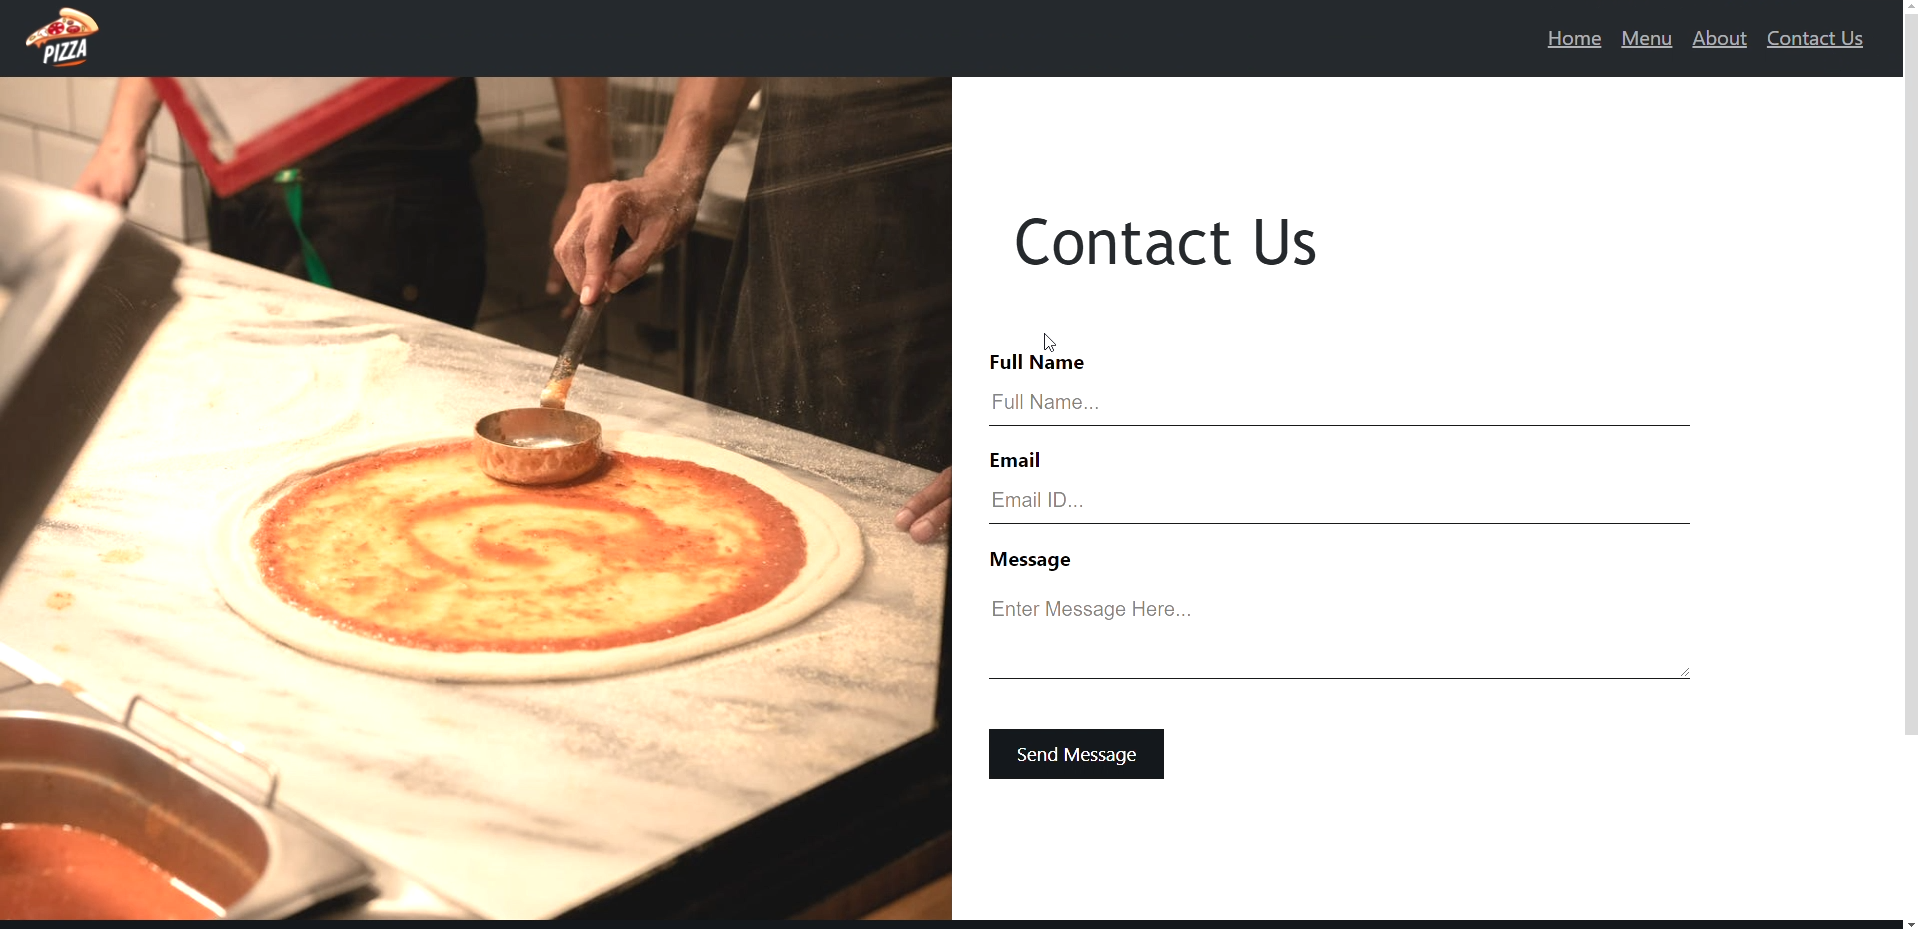 PIZZA
Home Menu About Contact Us
Contact Us
Full Name
Full Name...
Email
Email ID...
Message
Enter Message Here...
Send Message